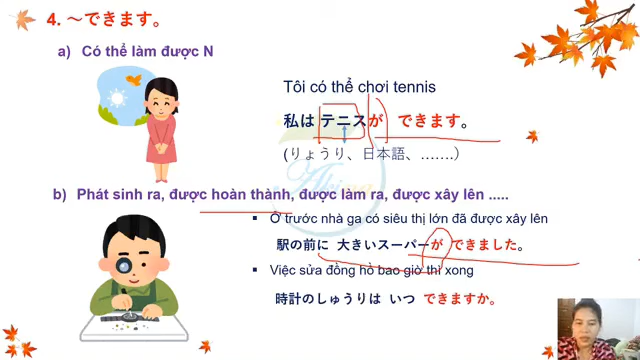 4. ～できます。
a) Có thể làm được N
Tôi có thể chơi tennis
私は テニスが できます。
(りょうり、日本語、…….）
b) Phát sinh ra, được hoàn thành, được làm ra, được xây lên .....
▪ Ở trước nhà ga có siêu thị lớn đã được xây lên
駅の前に 大きいスーパーが できました。
▪ Việc sửa đồng hồ bao giờ thì xong
時計のしゅうりは いつ できますか。